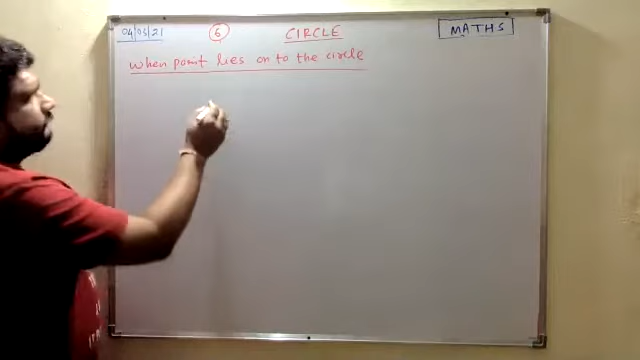 04/05/21 6 CIRCLE MATHS
when point lies on to the circle